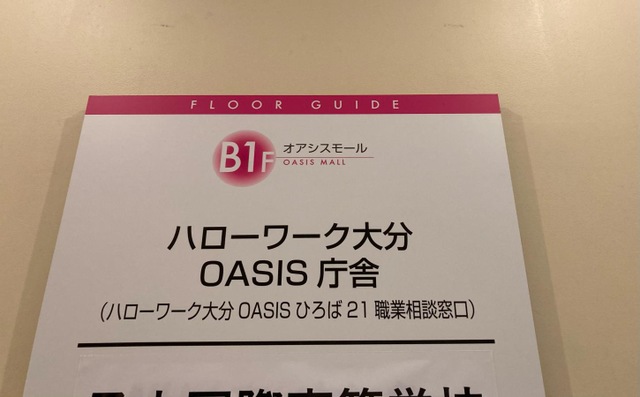 FLOOR GUIDE
B1F オアシスモール
OASIS MALL
ハローワーク大分
OASIS 庁舎
(ハローワーク大分 OASIS ひろば 21 職業相談窓口)